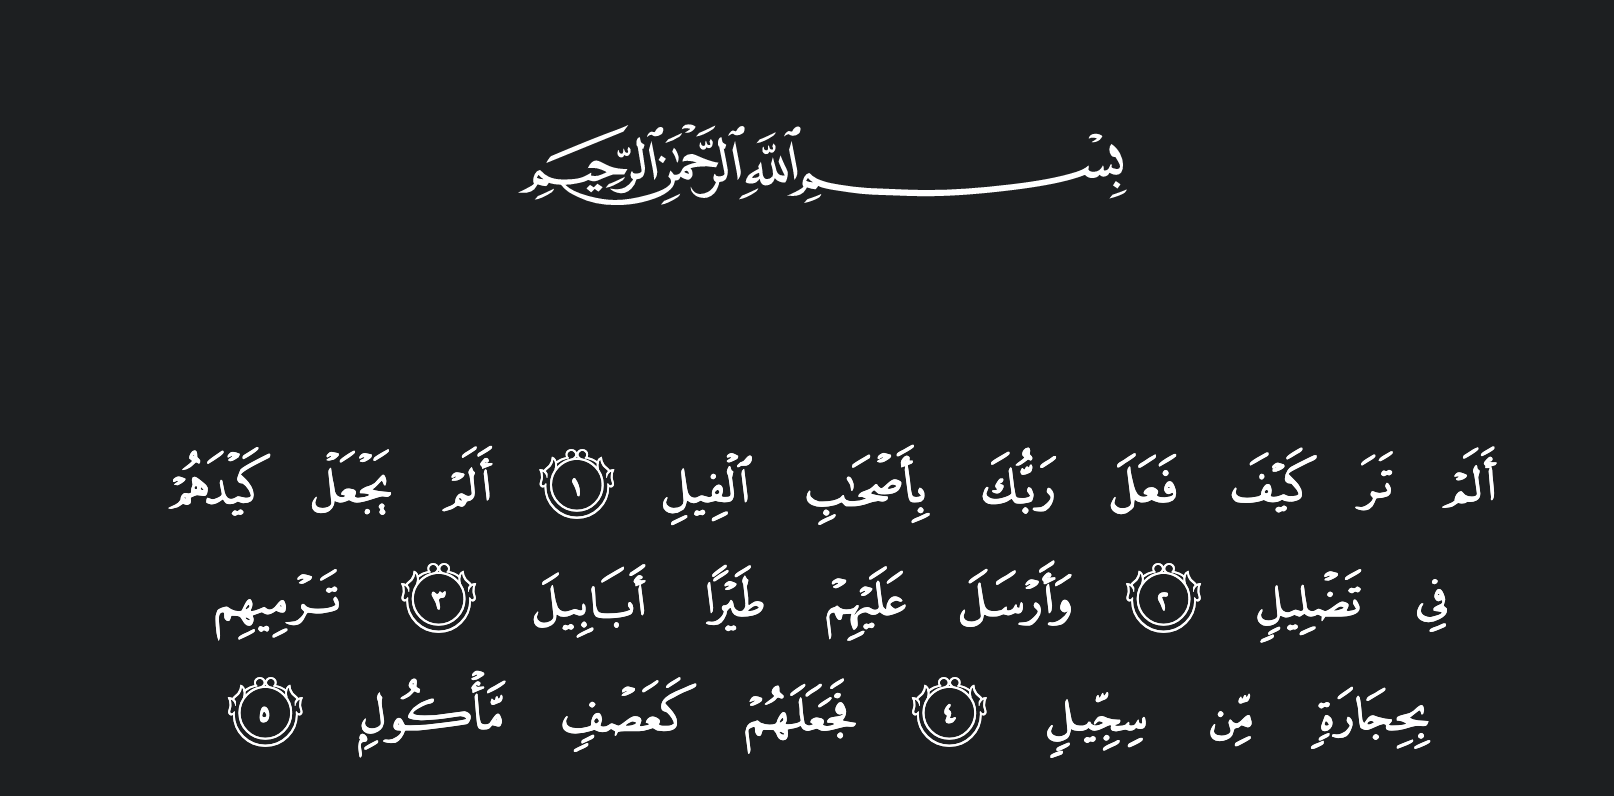 بِسْمِ ٱللَّهِ ٱلرَّحْمَٰنِ ٱلرَّحِيمِ
أَلَمْ تَرَ كَيْفَ فَعَلَ رَبُّكَ بِأَصْحَٰبِ ٱلْفِيلِ ١ أَلَمْ يَجْعَلْ كَيْدَهُمْ
فِى تَضْلِيلٍ ٢ وَأَرْسَلَ عَلَيْهِمْ طَيْرًا أَبَابِيلَ ٣ تَرْمِيهِم
بِحِجَارَةٍ مِّن سِجِّيلٍ ٤ فَجَعَلَهُمْ كَعَصْفٍ مَّأْكُولٍ ٥